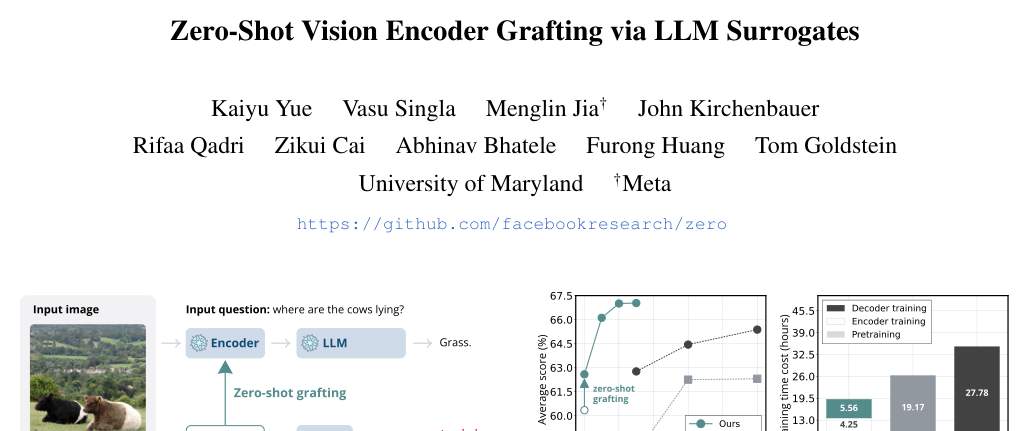 Zero-Shot Vision Encoder Grafting via LLM Surrogates
Kaiyu Yue Vasu Singla Menglin Jia† John Kirchenbauer
Rifaa Qadri Zikui Cai Abhinav Bhatele Furong Huang Tom Goldstein
University of Maryland †Meta
https://github.com/facebookresearch/zero
Input image
Input question: where are the cows lying?
Encoder
LLM
Grass.
Zero-shot grafting
Average score (%)
67.5
66.0
64.5
63.0
61.5
60.0
zero-shot
grafting
Ours
time cost (hours)
45.5
39.0
32.5
26.0
19.5
13.0
Decoder training
Encoder training
Pretraining
5.56
4.25
19.17
27.78